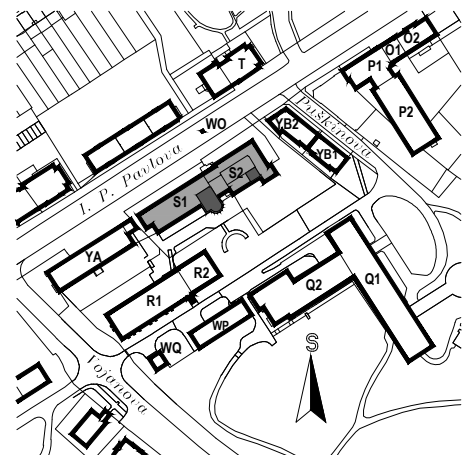 O2
O1
T
P1
WO
YB2
Puškinova
P2
YB1
I. P. Pavlova
S2
S1
YA
R2
Q1
R1
Q2
WP
WQ
S
Vojanova